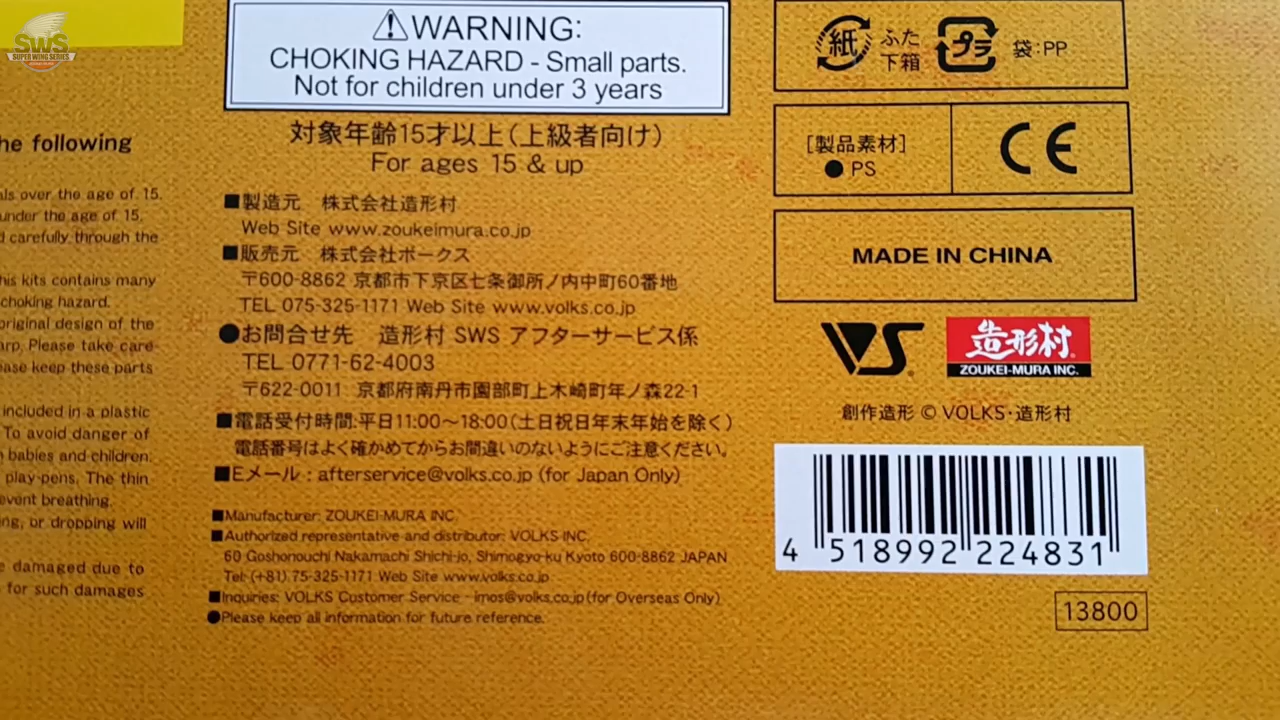 SWS
SUPER WING SERIES
he following
als over the age of 15.
under the age of 15,
d carefully through the
his kits contains many
choking hazard.
original design of the
arp. Please take care-
ease keep these parts
included in a plastic
To avoid danger of
babies and children.
play-pens. The thin
event breathing.
ng, or dropping will
e damaged due to
for such damages
⚠WARNING:
CHOKING HAZARD - Small parts.
Not for children under 3 years
対象年齢15才以上(上級者向け)
For ages 15 & up
■製造元 株式会社造形村
Web Site www.zoukeimura.co.jp
■販売元 株式会社ボークス
〒600-8862 京都市下京区七条御所ノ内中町60番地
TEL 075-325-1171 Web Site www.volks.co.jp
●お問合せ先 造形村 SWS アフターサービス係
TEL 0771-62-4003
〒622-0011 京都府南丹市園部町上木崎町年ノ森22-1
■電話受付時間:平日11:00〜18:00(土日祝日年末年始を除く)
電話番号はよく確かめてからお間違いのないようにご注意ください。
■Eメール : afterservice@volks.co.jp (for Japan Only)
■Manufacturer: ZOUKEI-MURA INC.
■Authorized representative and distributor: VOLKS INC.
60 Goshonouchi Nakamachi Shichi-jo, Shimogyo-ku Kyoto 600-8862 JAPAN
Tel: (+81) 75-325-1171 Web Site www.volks.co.jp
■Inquiries: VOLKS Customer Service - imos@volks.co.jp (for Overseas Only)
●Please keep all information for future reference.
紙 ふた 下箱 プラ 袋:PP
[製品素材]
●PS
CE
MADE IN CHINA
VS
造形村
ZOUKEI-MURA INC.
創作造形 © VOLKS・造形村
4 518992 224831
13800